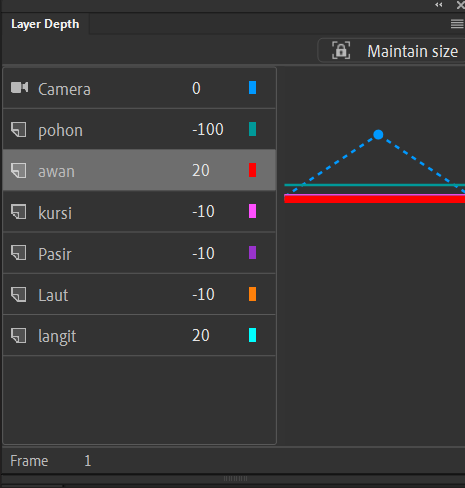 Layer Depth
Maintain size
Camera 0
pohon -100
awan 20
kursi -10
Pasir -10
Laut -10
langit 20
Frame 1